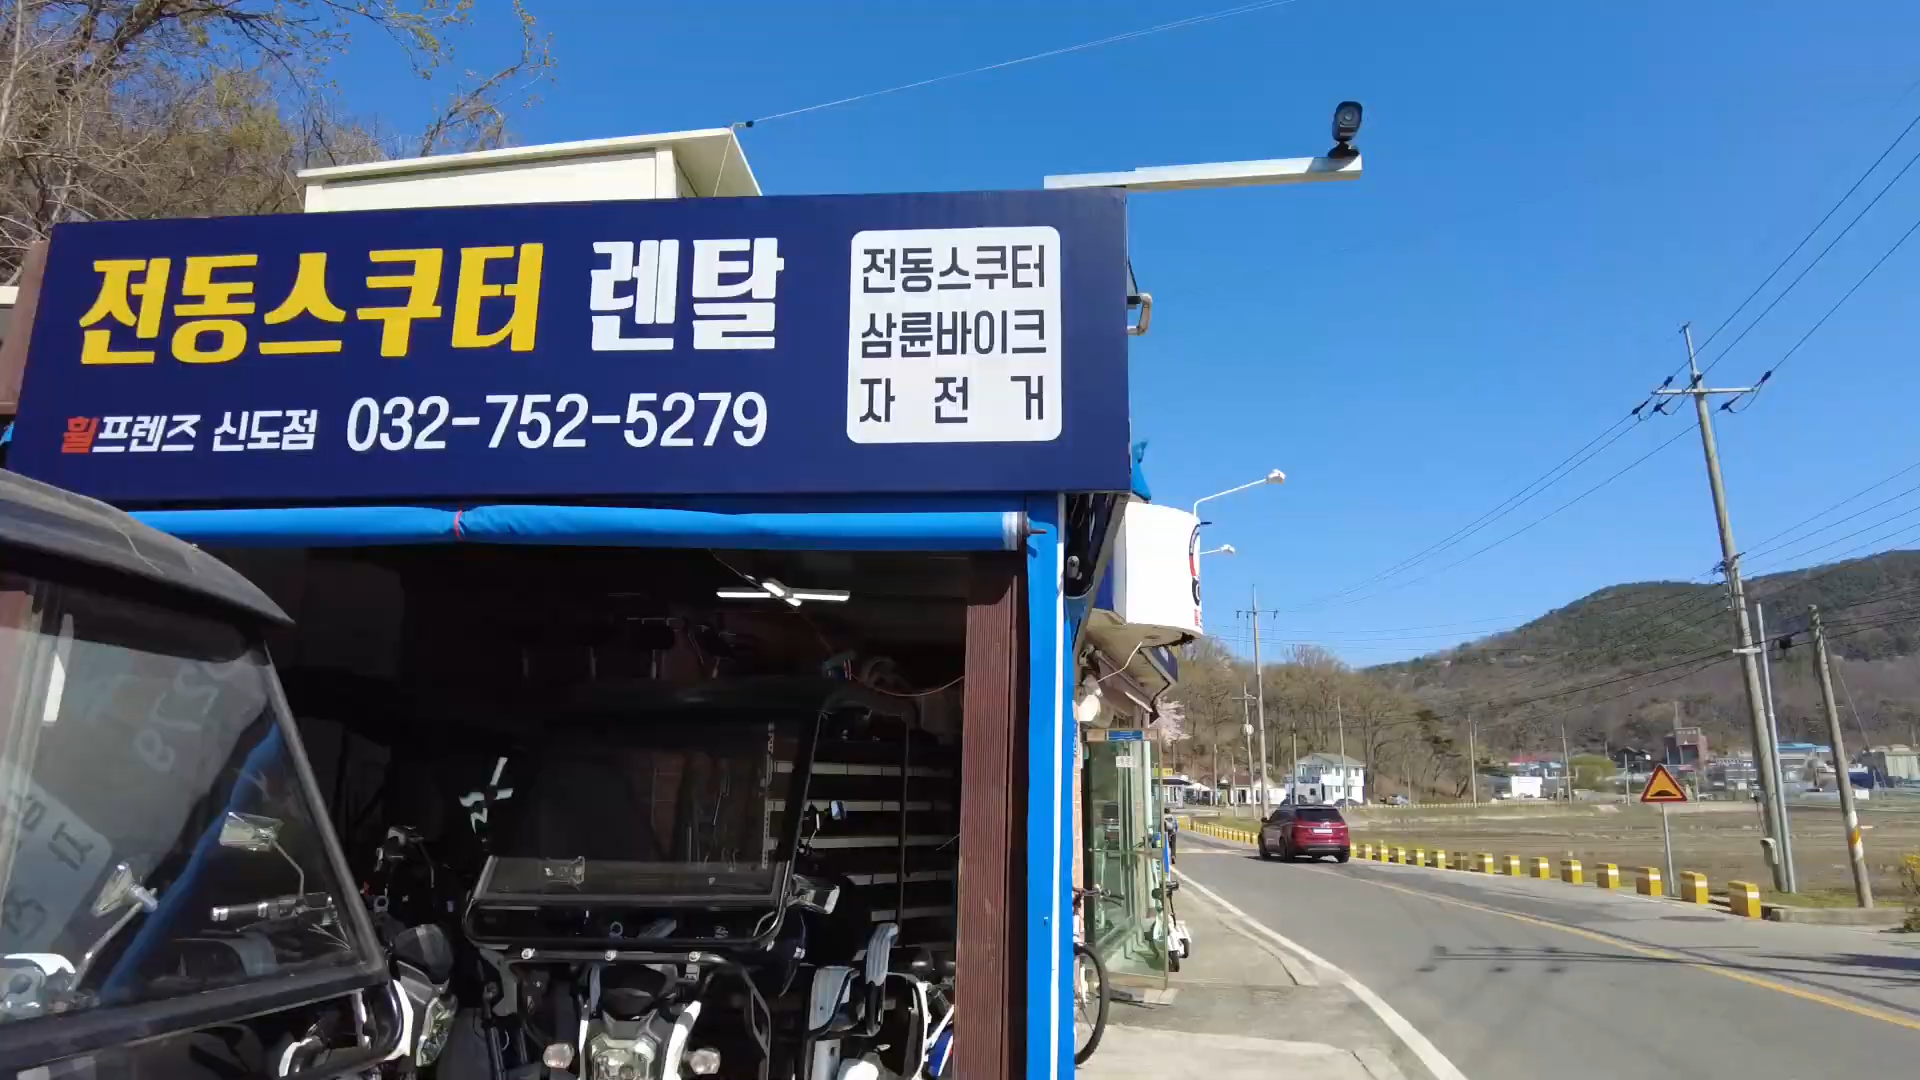 전동스쿠터 렌탈
휠프렌즈 신도점 032-752-5279
전동스쿠터
삼륜바이크
자 전 거